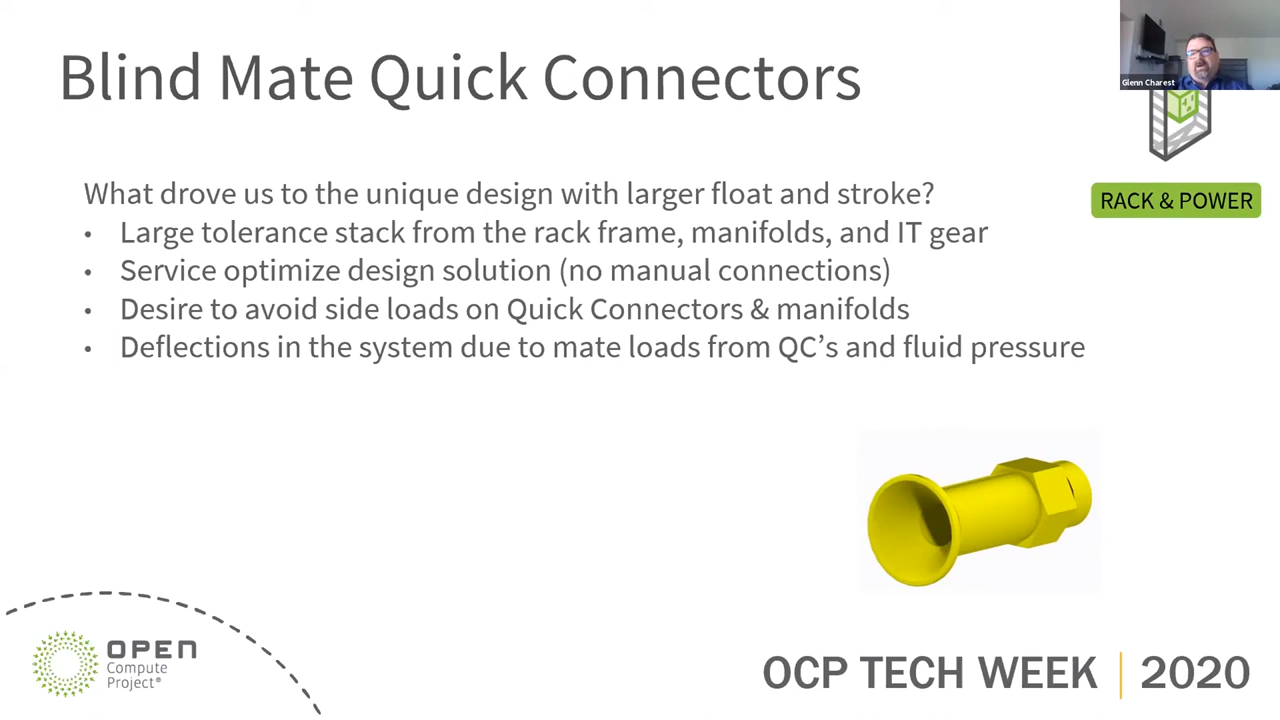 Blind Mate Quick Connectors
Glenn Charest
What drove us to the unique design with larger float and stroke?
RACK & POWER
• Large tolerance stack from the rack frame, manifolds, and IT gear
• Service optimize design solution (no manual connections)
• Desire to avoid side loads on Quick Connectors & manifolds
• Deflections in the system due to mate loads from QC’s and fluid pressure
OPEN
Compute
Project®
OCP TECH WEEK | 2020